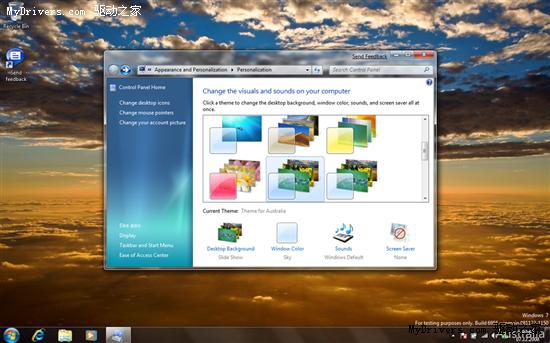 MyDrivers.com 驱动之家
Recycle Bin
Send
feedback
Send Feedback
Appearance and Personalization
Personalization
Search Control Panel
Control Panel Home
Change desktop icons
Change mouse pointers
Change your account picture
See also
Display
Taskbar and Start Menu
Ease of Access Center
Change the visuals and sounds on your computer
Click a theme to change the desktop background, window color, sounds, and screen saver all at
once.
Current Theme: Theme for Australia
Desktop Background
Slide Show
Window Color
Sky
Sounds
Windows Default
Screen Saver
None
Windows 7
For testing purposes only. Build
MyDrivers.com 驱动之家